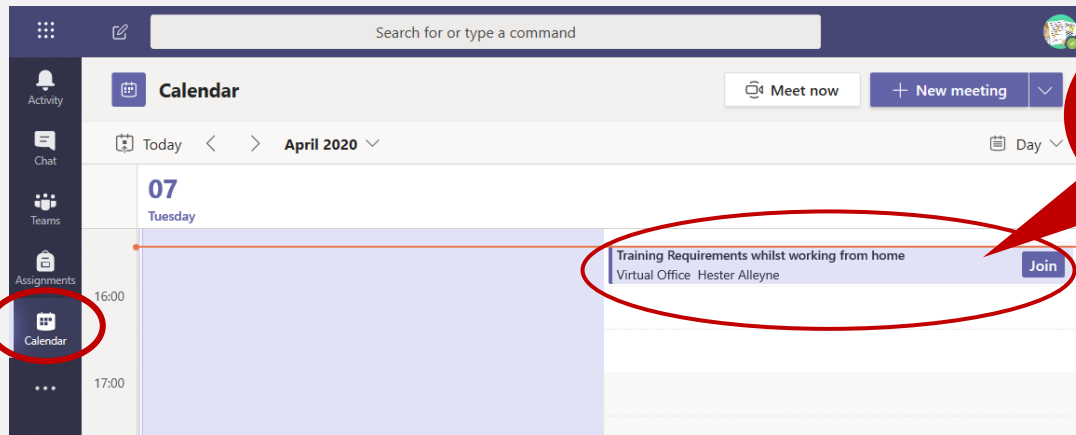 Search for or type a command
Activity
Chat
Teams
Assignments
Calendar
Calendar
Meet now
New meeting
Today
April 2020
Day
07
Tuesday
Training Requirements whilst working from home
Virtual Office Hester Alleyne
Join
16:00
17:00